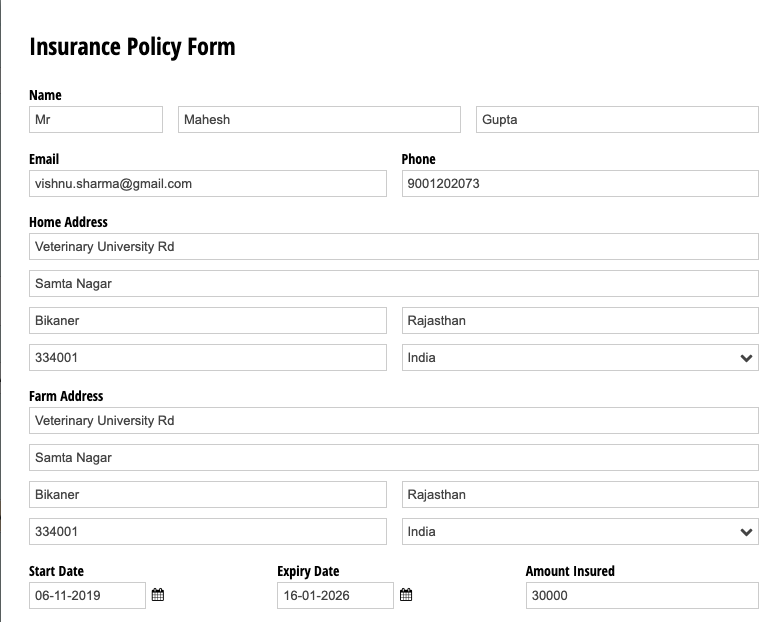 Insurance Policy Form
Name
Mr Mahesh Gupta
Email Phone
vishnu.sharma@gmail.com 9001202073
Home Address
Veterinary University Rd
Samta Nagar
Bikaner Rajasthan
334001 India
Farm Address
Veterinary University Rd
Samta Nagar
Bikaner Rajasthan
334001 India
Start Date Expiry Date Amount Insured
06-11-2019 16-01-2026 30000